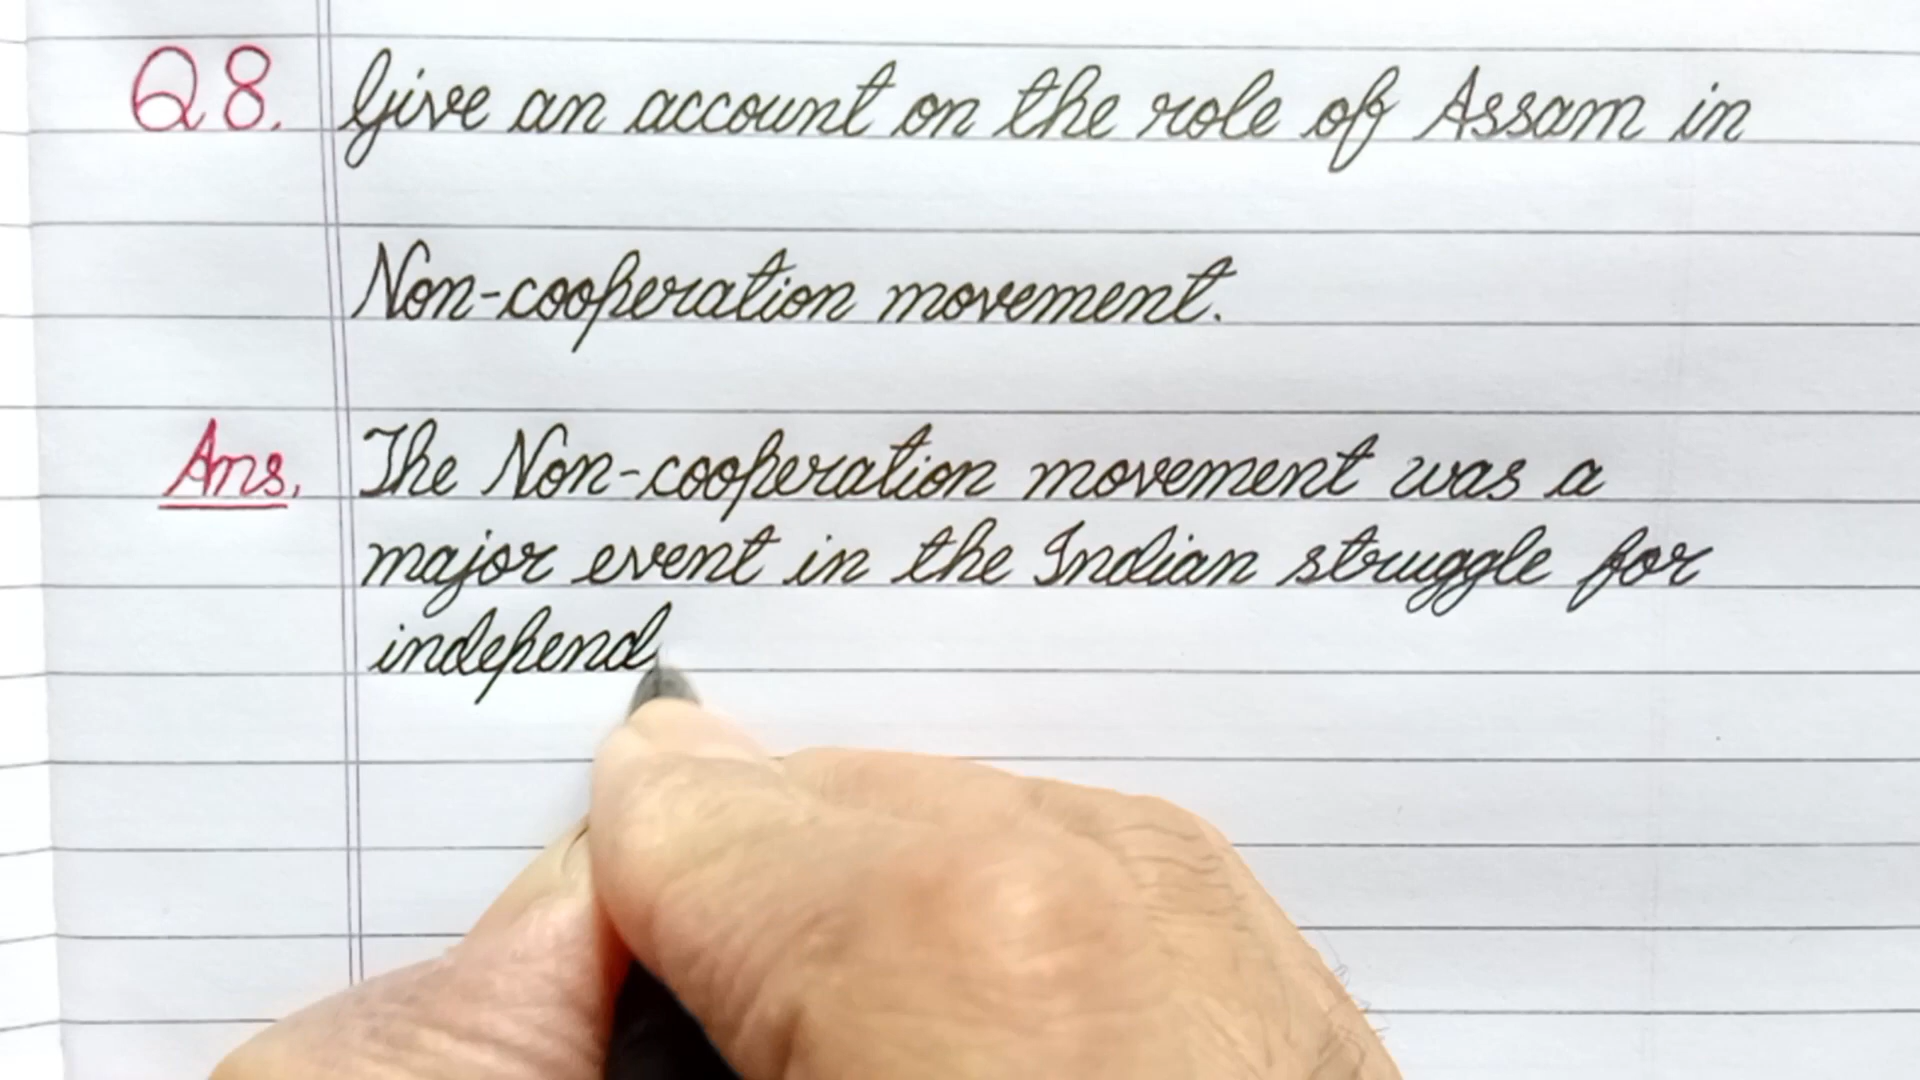 Q8. Give an account on the role of Assam in
Non-cooperation movement.
Ans. The Non-cooperation movement was a
major event in the Indian struggle for
independ